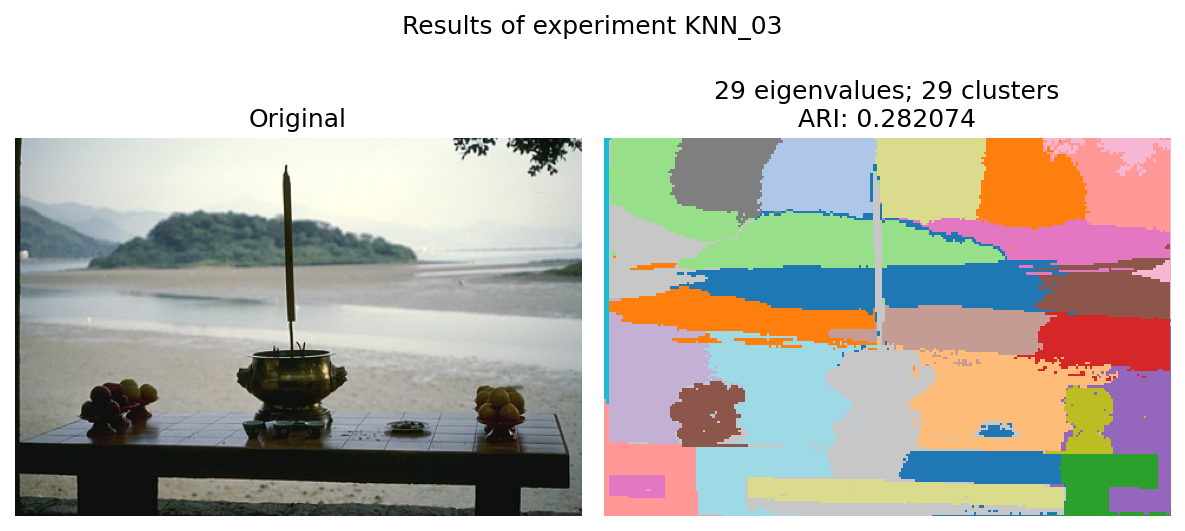 Results of experiment KNN_03
Original
29 eigenvalues; 29 clusters
ARI: 0.282074